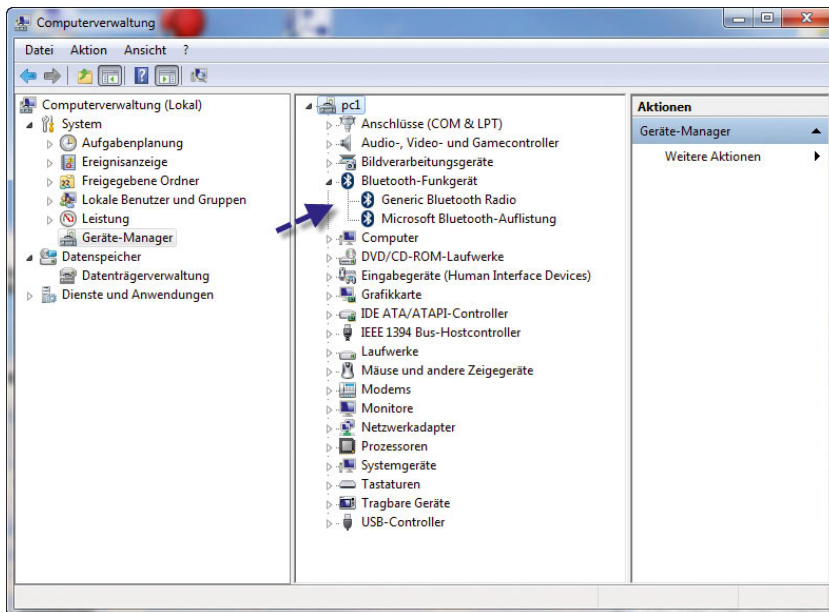 Computerverwaltung
Datei Aktion Ansicht ?
Computerverwaltung (Lokal)
System
Aufgabenplanung
Ereignisanzeige
Freigegebene Ordner
Lokale Benutzer und Gruppen
Leistung
Geräte-Manager
Datenspeicher
Datenträgerverwaltung
Dienste und Anwendungen
pc1
Anschlüsse (COM & LPT)
Audio-, Video- und Gamecontroller
Bildverarbeitungsgeräte
Bluetooth-Funkgerät
Generic Bluetooth Radio
Microsoft Bluetooth-Auflistung
Computer
DVD/CD-ROM-Laufwerke
Eingabegeräte (Human Interface Devices)
Grafikkarte
IDE ATA/ATAPI-Controller
IEEE 1394 Bus-Hostcontroller
Laufwerke
Mäuse und andere Zeigegeräte
Modems
Monitore
Netzwerkadapter
Prozessoren
Systemgeräte
Tastaturen
Tragbare Geräte
USB-Controller
Aktionen
Geräte-Manager
Weitere Aktionen